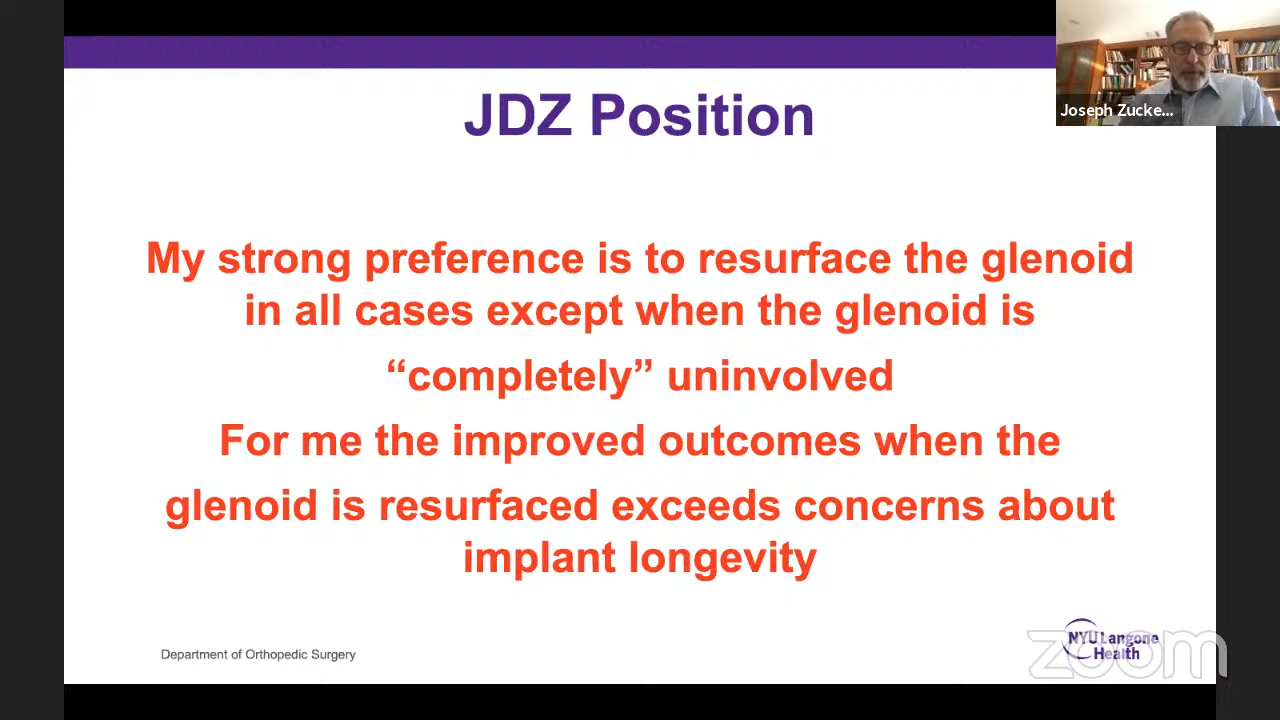 JDZ Position
Joseph Zucke...
My strong preference is to resurface the glenoid
in all cases except when the glenoid is
“completely” uninvolved
For me the improved outcomes when the
glenoid is resurfaced exceeds concerns about
implant longevity
Department of Orthopedic Surgery
NYU Langone
Health
zoom